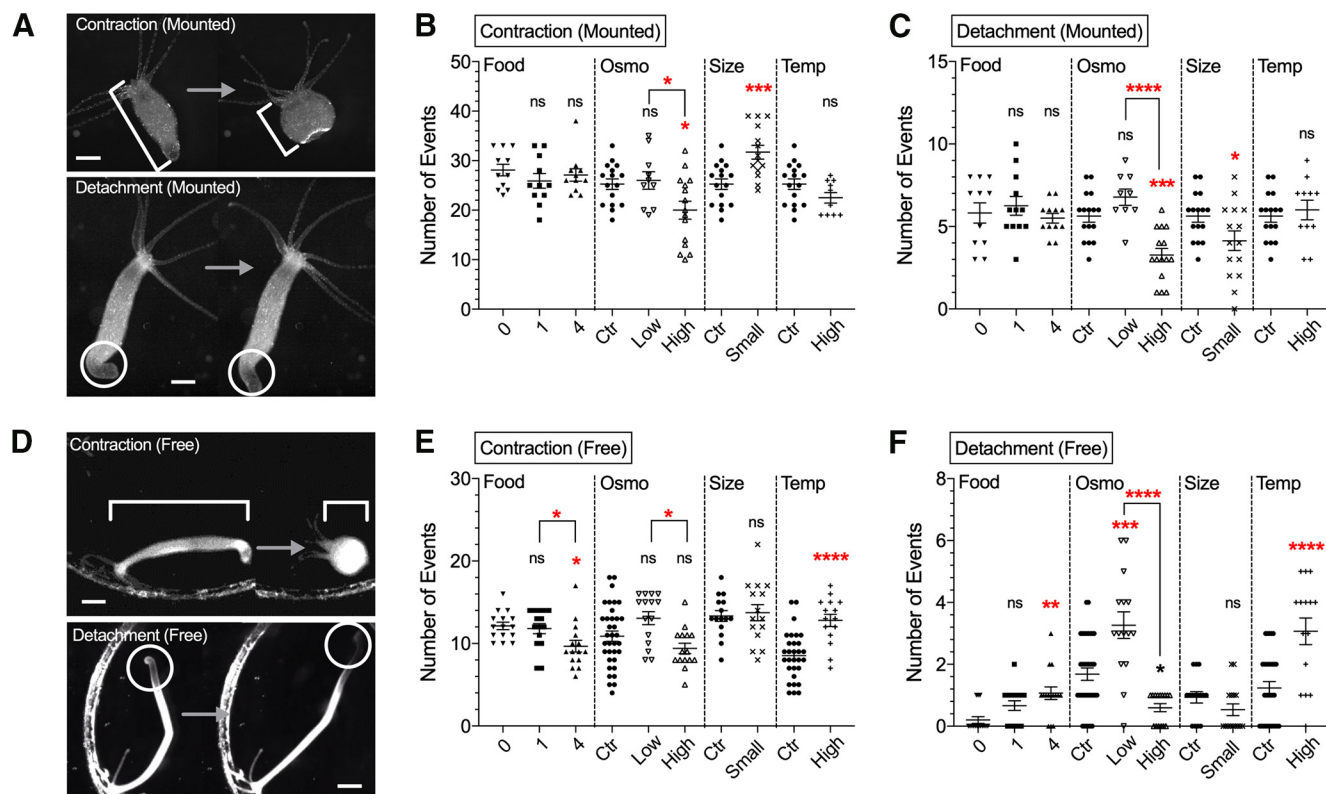 A
Contraction (Mounted)
Detachment (Mounted)
B
Contraction (Mounted)
Food Osmo Size Temp
Number of Events
50
40
30
20
10
0
ns ns ns * * *** ns
0 1 4 Ctr Low High Ctr Small Ctr High
C
Detachment (Mounted)
Food Osmo Size Temp
Number of Events
15
10
5
0
ns ns ns **** *** * ns
0 1 4 Ctr Low High Ctr Small Ctr High
D
Contraction (Free)
Detachment (Free)
E
Contraction (Free)
Food Osmo Size Temp
Number of Events
30
20
10
0
ns * * ns * ns ns ****
0 1 4 Ctr Low High Ctr Small Ctr High
F
Detachment (Free)
Food Osmo Size Temp
Number of Events
8
6
4
2
0
ns ** *** **** * ns ****
0 1 4 Ctr Low High Ctr Small Ctr High